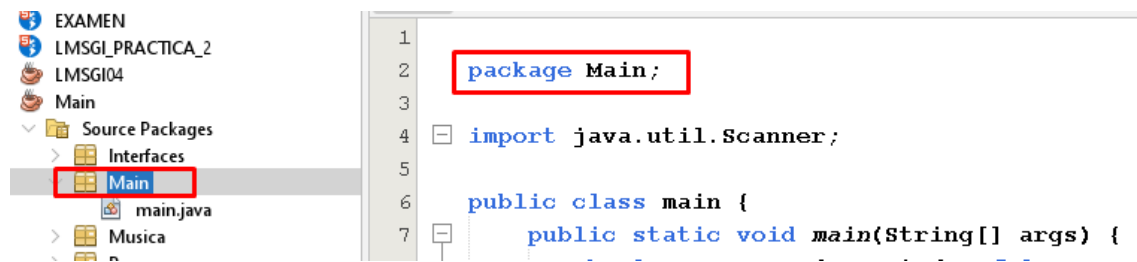 EXAMEN
LMSGI_PRACTICA_2
LMSGI04
Main
Source Packages
Interfaces
Main
main.java
Musica
1
2 package Main;
3
4 import java.util.Scanner;
5
6 public class main {
7 public static void main(String[] args) {